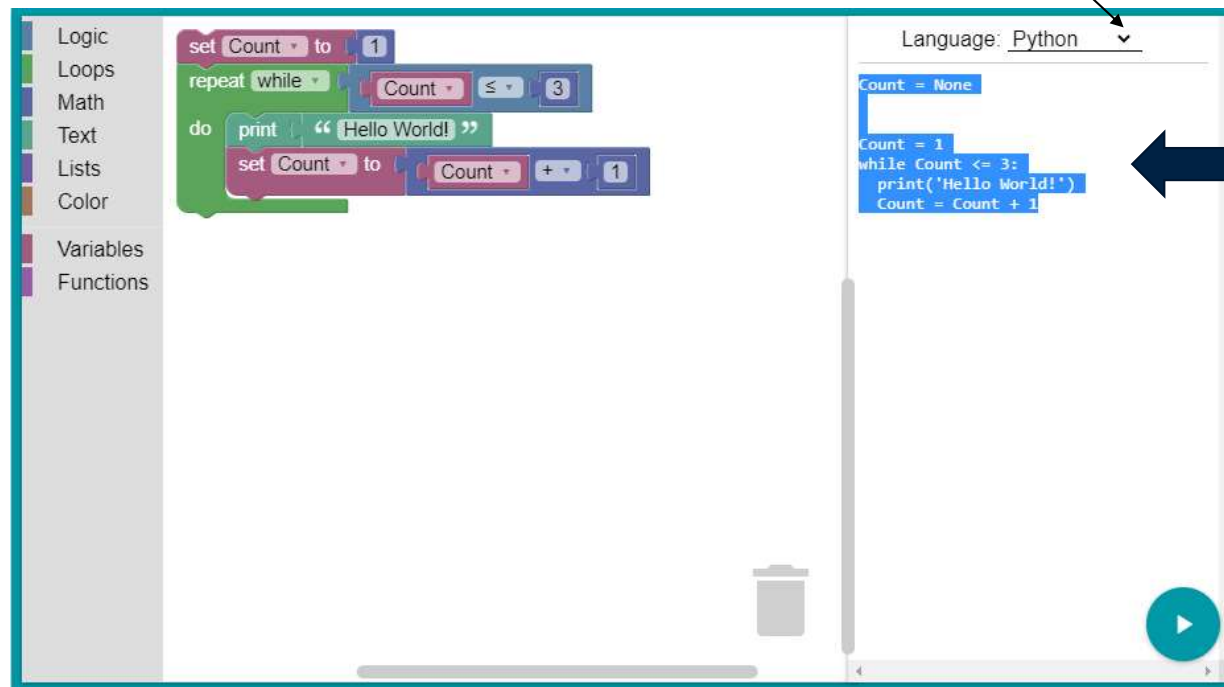 Logic
Loops
Math
Text
Lists
Color
Variables
Functions
set Count to 1
repeat while Count ≤ 3
do print “ Hello World! ”
set Count to Count + 1
Language: Python
Count = None
Count = 1
while Count <= 3:
print('Hello World!')
Count = Count + 1